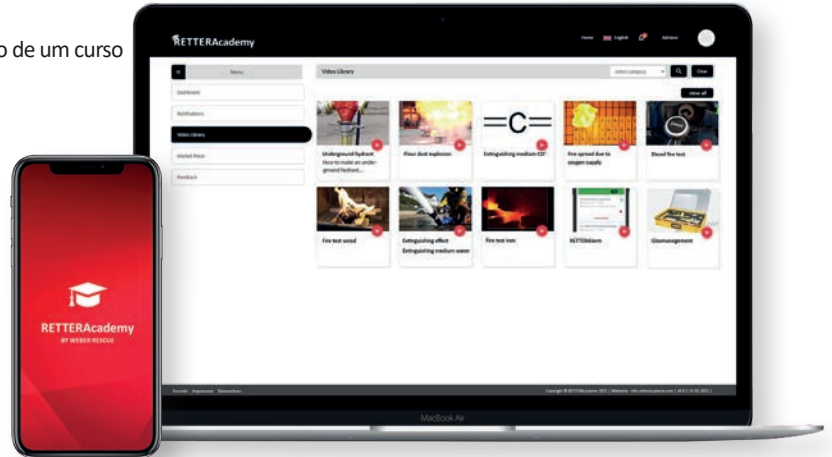 o de um curso
RETTERAcademy
Home English
Menu
Video Library
select category
Clear
view all
Dashboard
Notifications
Video Library
Market Place
Feedback
Underground hydrant
How to make an under-
ground hydrant...
Flour dust explosion
=C=
Extinguishing medium CO²
Fire spread due to
oxygen supply
Diesel fire test
Fire test wood
Extinguishing effect
Extinguishing medium water
Fire test iron
RETTERAlarm
Glasmanagement
RETTERAcademy
BY WEBER RESCUE
MacBook Air